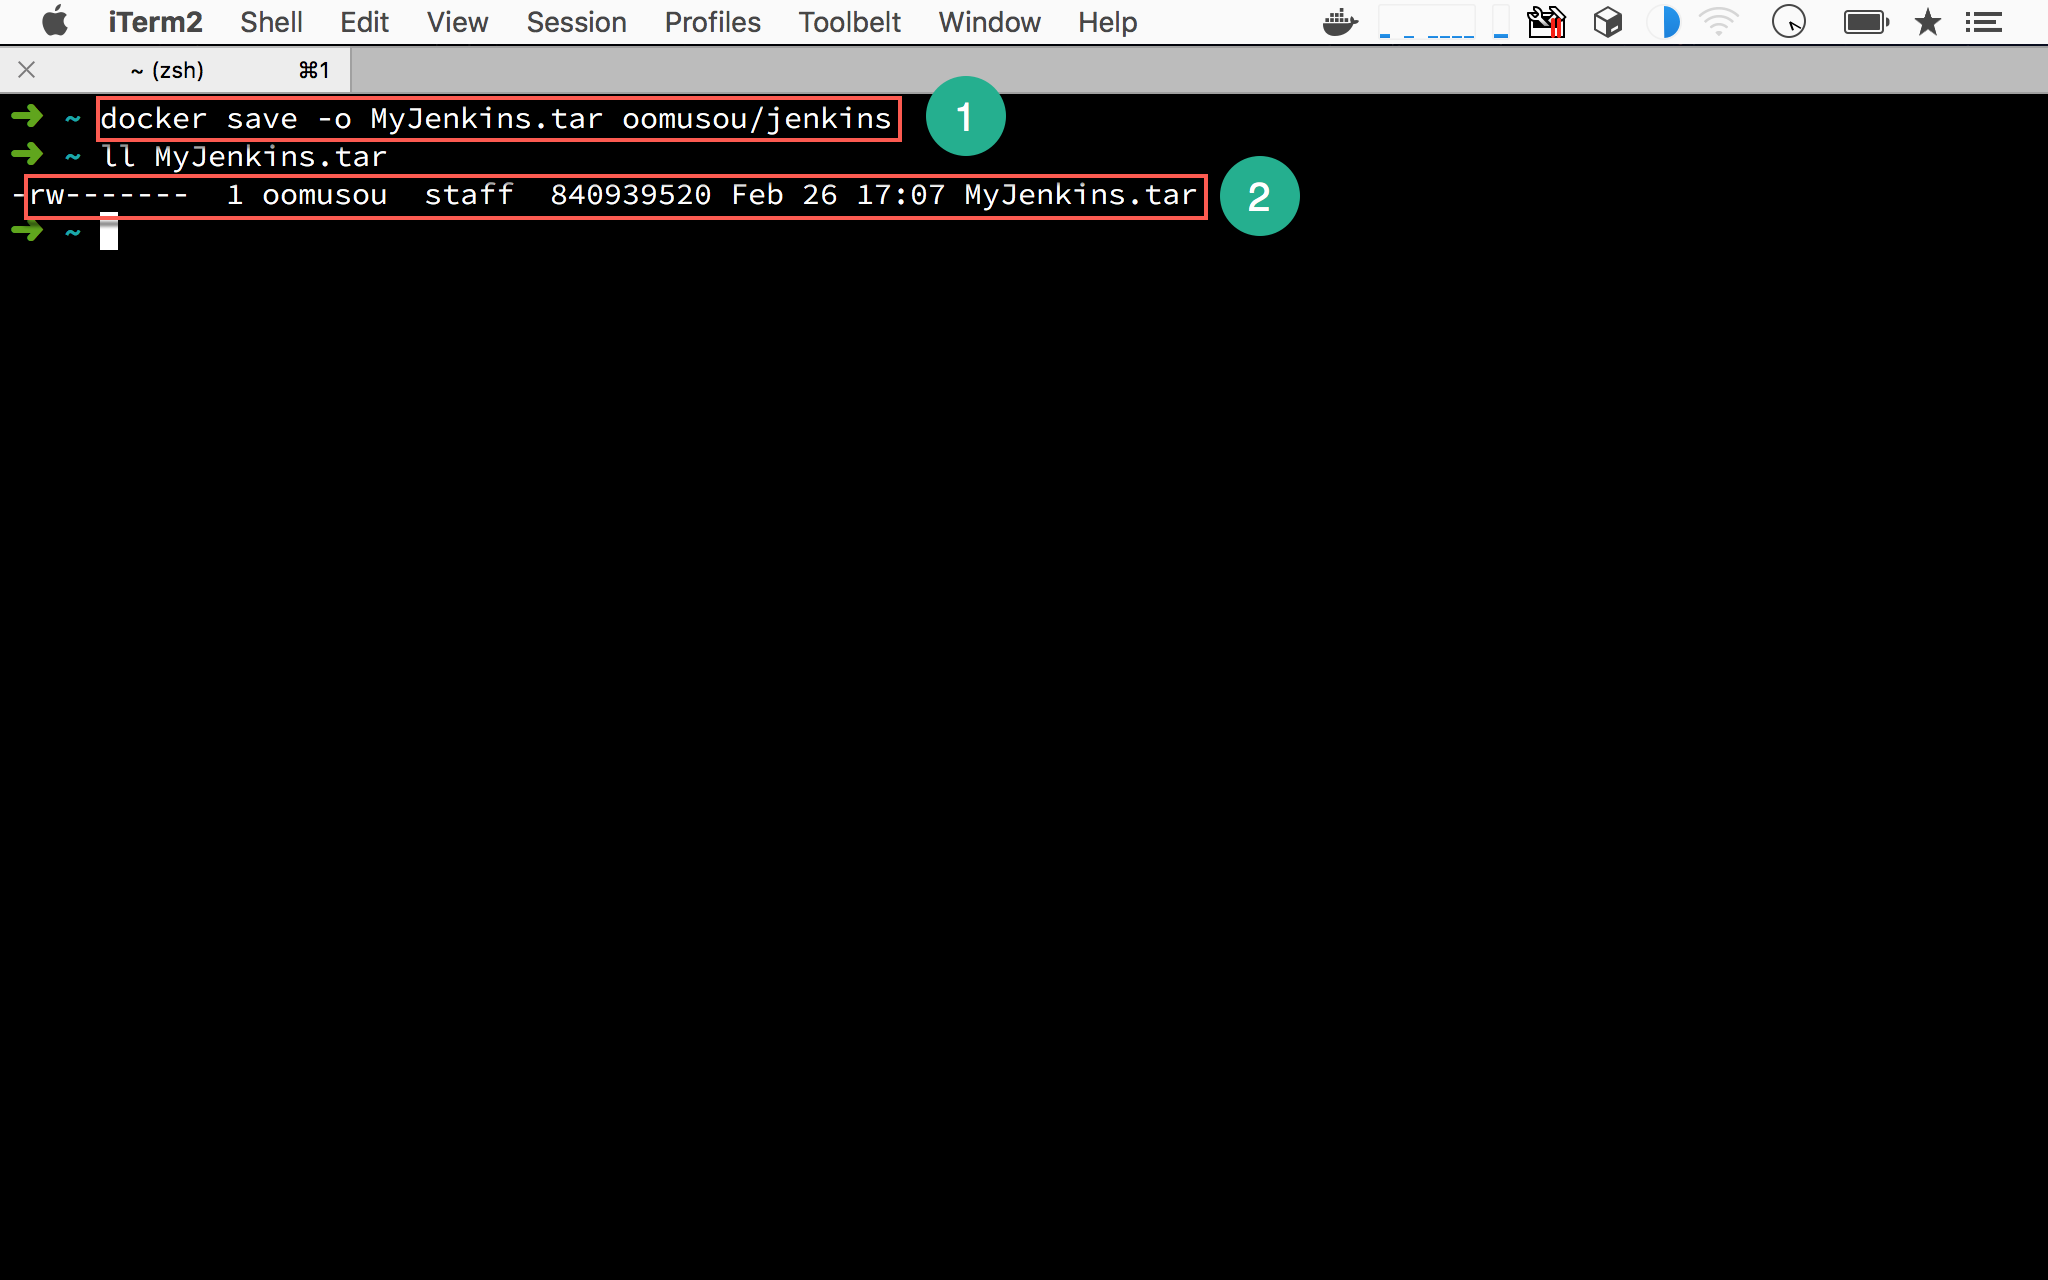 iTerm2 Shell Edit View Session Profiles Toolbelt Window Help
~ (zsh) ⌘1
➜ ~ docker save -o MyJenkins.tar oomusou/jenkins 1
➜ ~ ll MyJenkins.tar
-rw------- 1 oomusou staff 840939520 Feb 26 17:07 MyJenkins.tar 2
➜ ~